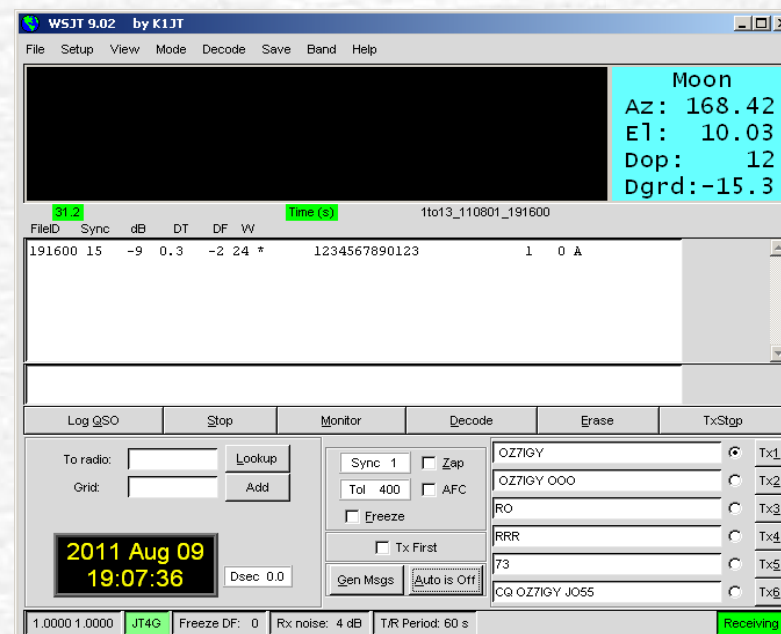 WSJT 9.02 by K1JT
File Setup View Mode Decode Save Band Help
Moon
Az: 168.42
El: 10.03
Dop: 12
Dgrd:-15.3
31.2 Time (s) 1to13_110801_191600
FileID Sync dB DT DF W
191600 15 -9 0.3 -2 24 * 1234567890123 1 0 A
Log QSO Stop Monitor Decode Erase TxStop
To radio: Lookup
Grid: Add
2011 Aug 09
19:07:36
Dsec 0.0
Sync 1 Zap
Tol 400 AFC
Freeze
Tx First
Gen Msgs Auto is Off
OZ7IGY Tx1
OZ7IGY OOO Tx2
RO Tx3
RRR Tx4
73 Tx5
CQ OZ7IGY JO55 Tx6
1.0000 1.0000 JT4G Freeze DF: 0 Rx noise: 4 dB T/R Period: 60 s Receiving